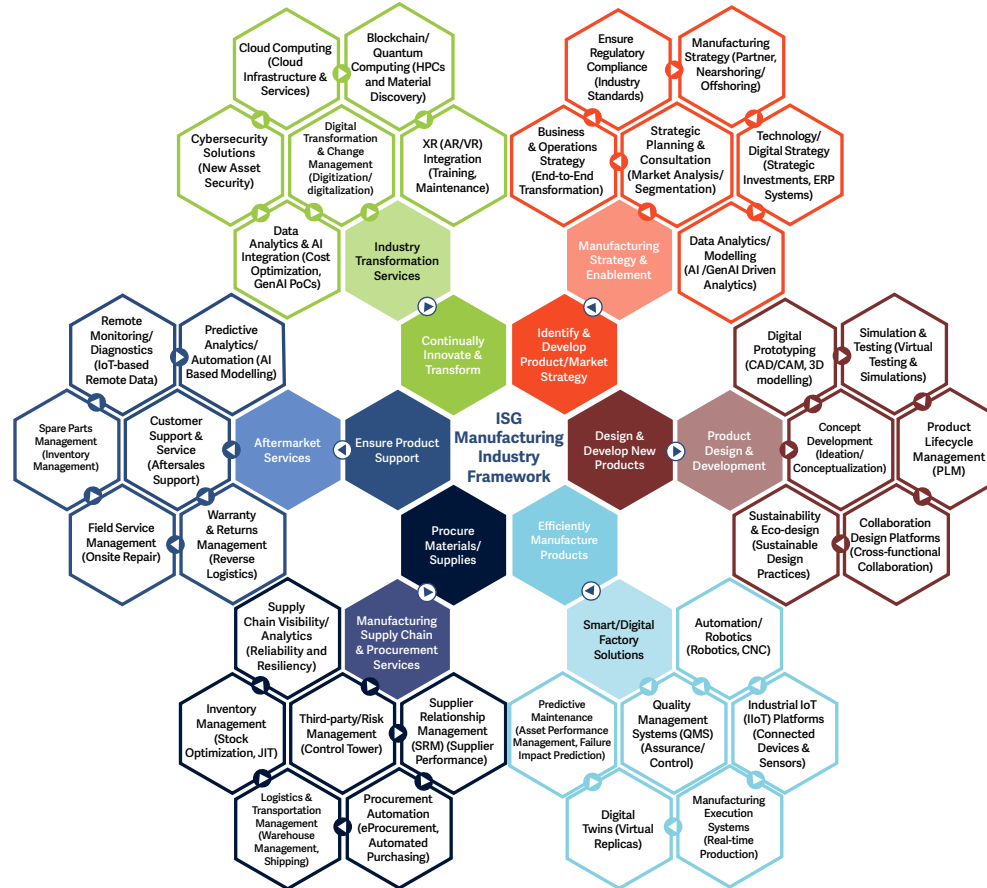 Cloud Computing
(Cloud
Infrastructure &
Services)
Blockchain/
Quantum
Computing (HPCs
and Material
Discovery)
Cybersecurity
Solutions
(New Asset
Security)
Digital
Transformation
& Change
Management
(Digitization/
digitalization)
XR (AR/VR)
Integration
(Training,
Maintenance)
Data
Analytics & AI
Integration (Cost
Optimization,
GenAI PoCs)
Industry
Transformation
Services
Continually
Innovate &
Transform
Ensure
Regulatory
Compliance
(Industry
Standards)
Manufacturing
Strategy (Partner,
Nearshoring/
Offshoring)
Business
& Operations
Strategy
(End-to-End
Transformation)
Strategic
Planning &
Consultation
(Market Analysis/
Segmentation)
Technology/
Digital Strategy
(Strategic
Investments, ERP
Systems)
Manufacturing
Strategy &
Enablement
Data Analytics/
Modelling
(AI /GenAI Driven
Analytics)
Identify &
Develop
Product/Market
Strategy
Remote
Monitoring/
Diagnostics
(IoT-based
Remote Data)
Predictive
Analytics/
Automation (AI
Based Modelling)
Spare Parts
Management
(Inventory
Management)
Customer
Support &
Service
(Aftersales
Support)
Aftermarket
Services
Ensure Product
Support
Field Service
Management
(Onsite Repair)
Warranty
& Returns
Management
(Reverse
Logistics)
ISG
Manufacturing
Industry
Framework
Design &
Develop New
Products
Product
Design &
Development
Digital
Prototyping
(CAD/CAM, 3D
modelling)
Simulation &
Testing (Virtual
Testing &
Simulations)
Concept
Development
(Ideation/
Conceptualization)
Product
Lifecycle
Management
(PLM)
Sustainability
& Eco-design
(Sustainable
Design
Practices)
Collaboration
Design Platforms
(Cross-functional
Collaboration)
Procure
Materials/
Supplies
Efficiently
Manufacture
Products
Supply
Chain Visibility/
Analytics
(Reliability and
Resiliency)
Manufacturing
Supply Chain
& Procurement
Services
Inventory
Management
(Stock
Optimization, JIT)
Third-party/Risk
Management
(Control Tower)
Supplier
Relationship
Management
(SRM) (Supplier
Performance)
Logistics &
Transportation
Management
(Warehouse
Management,
Shipping)
Procurement
Automation
(eProcurement,
Automated
Purchasing)
Smart/Digital
Factory
Solutions
Automation/
Robotics
(Robotics, CNC)
Predictive
Maintenance
(Asset Performance
Management, Failure
Impact Prediction)
Quality
Management
Systems (QMS)
(Assurance/
Control)
Industrial IoT
(IIoT) Platforms
(Connected
Devices &
Sensors)
Digital
Twins (Virtual
Replicas)
Manufacturing
Execution
Systems
(Real-time
Production)